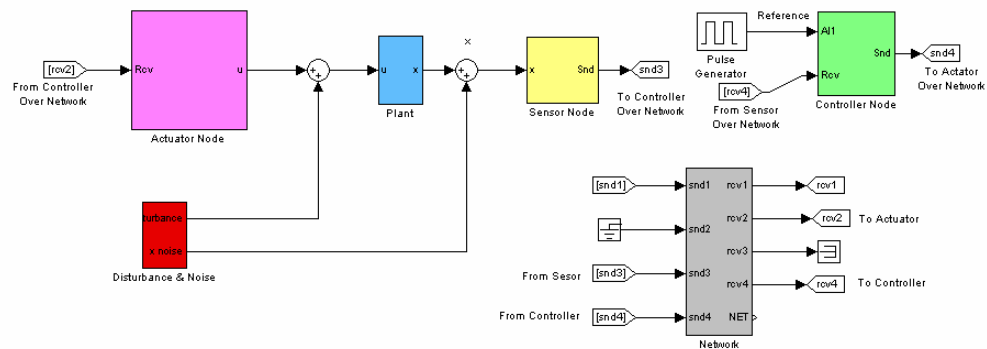 [rcv2]
From Controller
Over Network
Rcv
u
Actuator Node
u
x
Plant
x
x
Snd
Sensor Node
snd3
To Controller
Over Network
Reference
Pulse
Generator
[rcv4]
From Sensor
Over Network
AI1
Rcv
Snd
Controller Node
snd4
To Actator
Over Network
turbance
x noise
Disturbance & Noise
[snd1]
From Sesor
[snd3]
From Controller
[snd4]
snd1
snd2
snd3
snd4
rcv1
rcv2
rcv3
rcv4
NET
Network
rcv1
rcv2
To Actuator
rcv4
To Controller